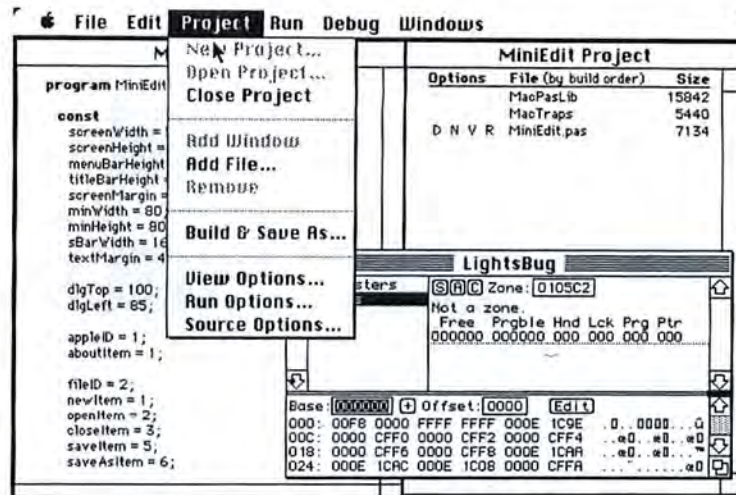 File Edit Project Run Debug Windows
New Project...
Open Project...
Close Project
Add Window
Add File...
Remove
Build & Save As...
View Options...
Run Options...
Source Options...
M
program MiniEdit
const
screenWidth =
screenHeight =
menuBarHeight
titleBarHeight =
screenMargin =
minWidth = 80;
minHeight = 80
sBarWidth = 16
textMargin = 4
dlgTop = 100;
dlgLeft = 85;
appleID = 1;
aboutItem = 1;
fileID = 2;
newItem = 1;
openItem = 2;
closeItem = 3;
saveItem = 5;
saveAsItem = 6;
MiniEdit Project
Options File (by build order) Size
MacPasLib 15842
MacTraps 5440
D N V R MiniEdit.pas 7134
LightsBug
sters
s
S A C Zone: 0105C2
Not a zone.
Free Prgble Hnd Lck Prg Ptr
000000 000000 000 000 000 000
Base: 000000 + Offset: 0000 Edit
000: 00F8 0000 FFFF FFFF 000E 1C9E
00C: 0000 CFF0 0000 CFF2 0000 CFF4
018: 0000 CFF6 0000 CFF8 000E 1CAA
024: 000E 1CAC 000E 1C08 0000 CFFA